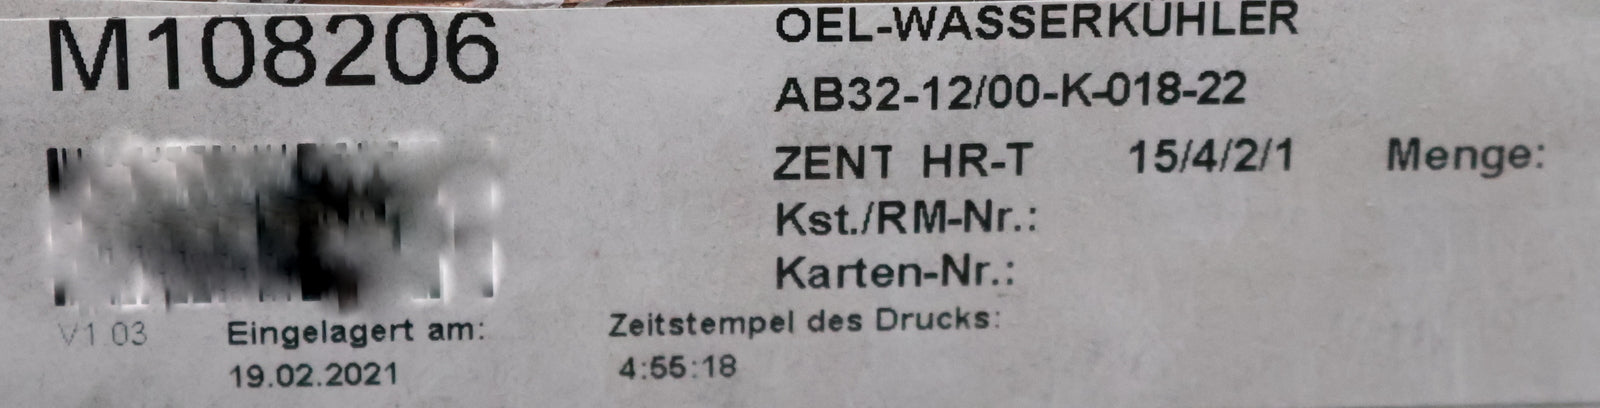 M108206
OEL-WASSERKÜHLER
AB32-12/00-K-018-22
ZENT HR-T 15/4/2/1 Menge:
Kst./RM-Nr.:
Karten-Nr.:
V1.03
Eingelagert am:
19.02.2021
Zeitstempel des Drucks:
4:55:18